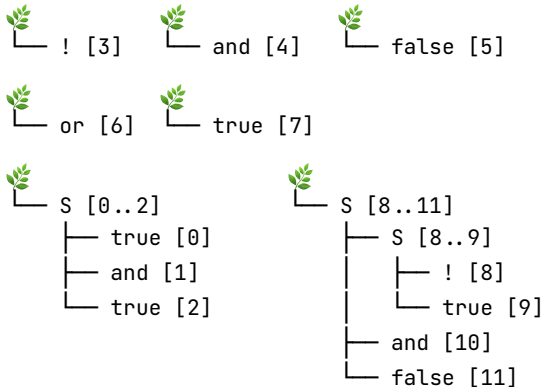 ! [3] and [4] false [5]
or [6] true [7]
S [0..2] S [8..11]
true [0] S [8..9]
and [1] ! [8]
true [2] true [9]
and [10]
false [11]